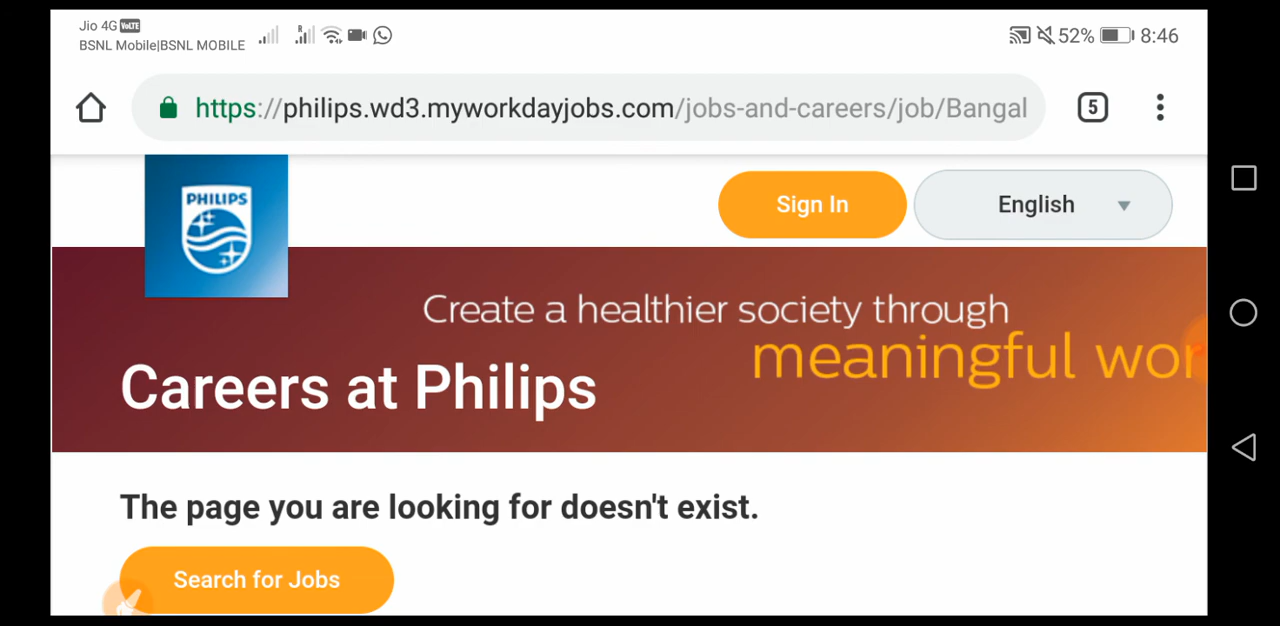 Jio 4G VoLTE
BSNL Mobile|BSNL MOBILE
R
52% 8:46
https://philips.wd3.myworkdayjobs.com/jobs-and-careers/job/Bangal
5
PHILIPS
Sign In
English
Create a healthier society through
meaningful wor
Careers at Philips
The page you are looking for doesn't exist.
Search for Jobs